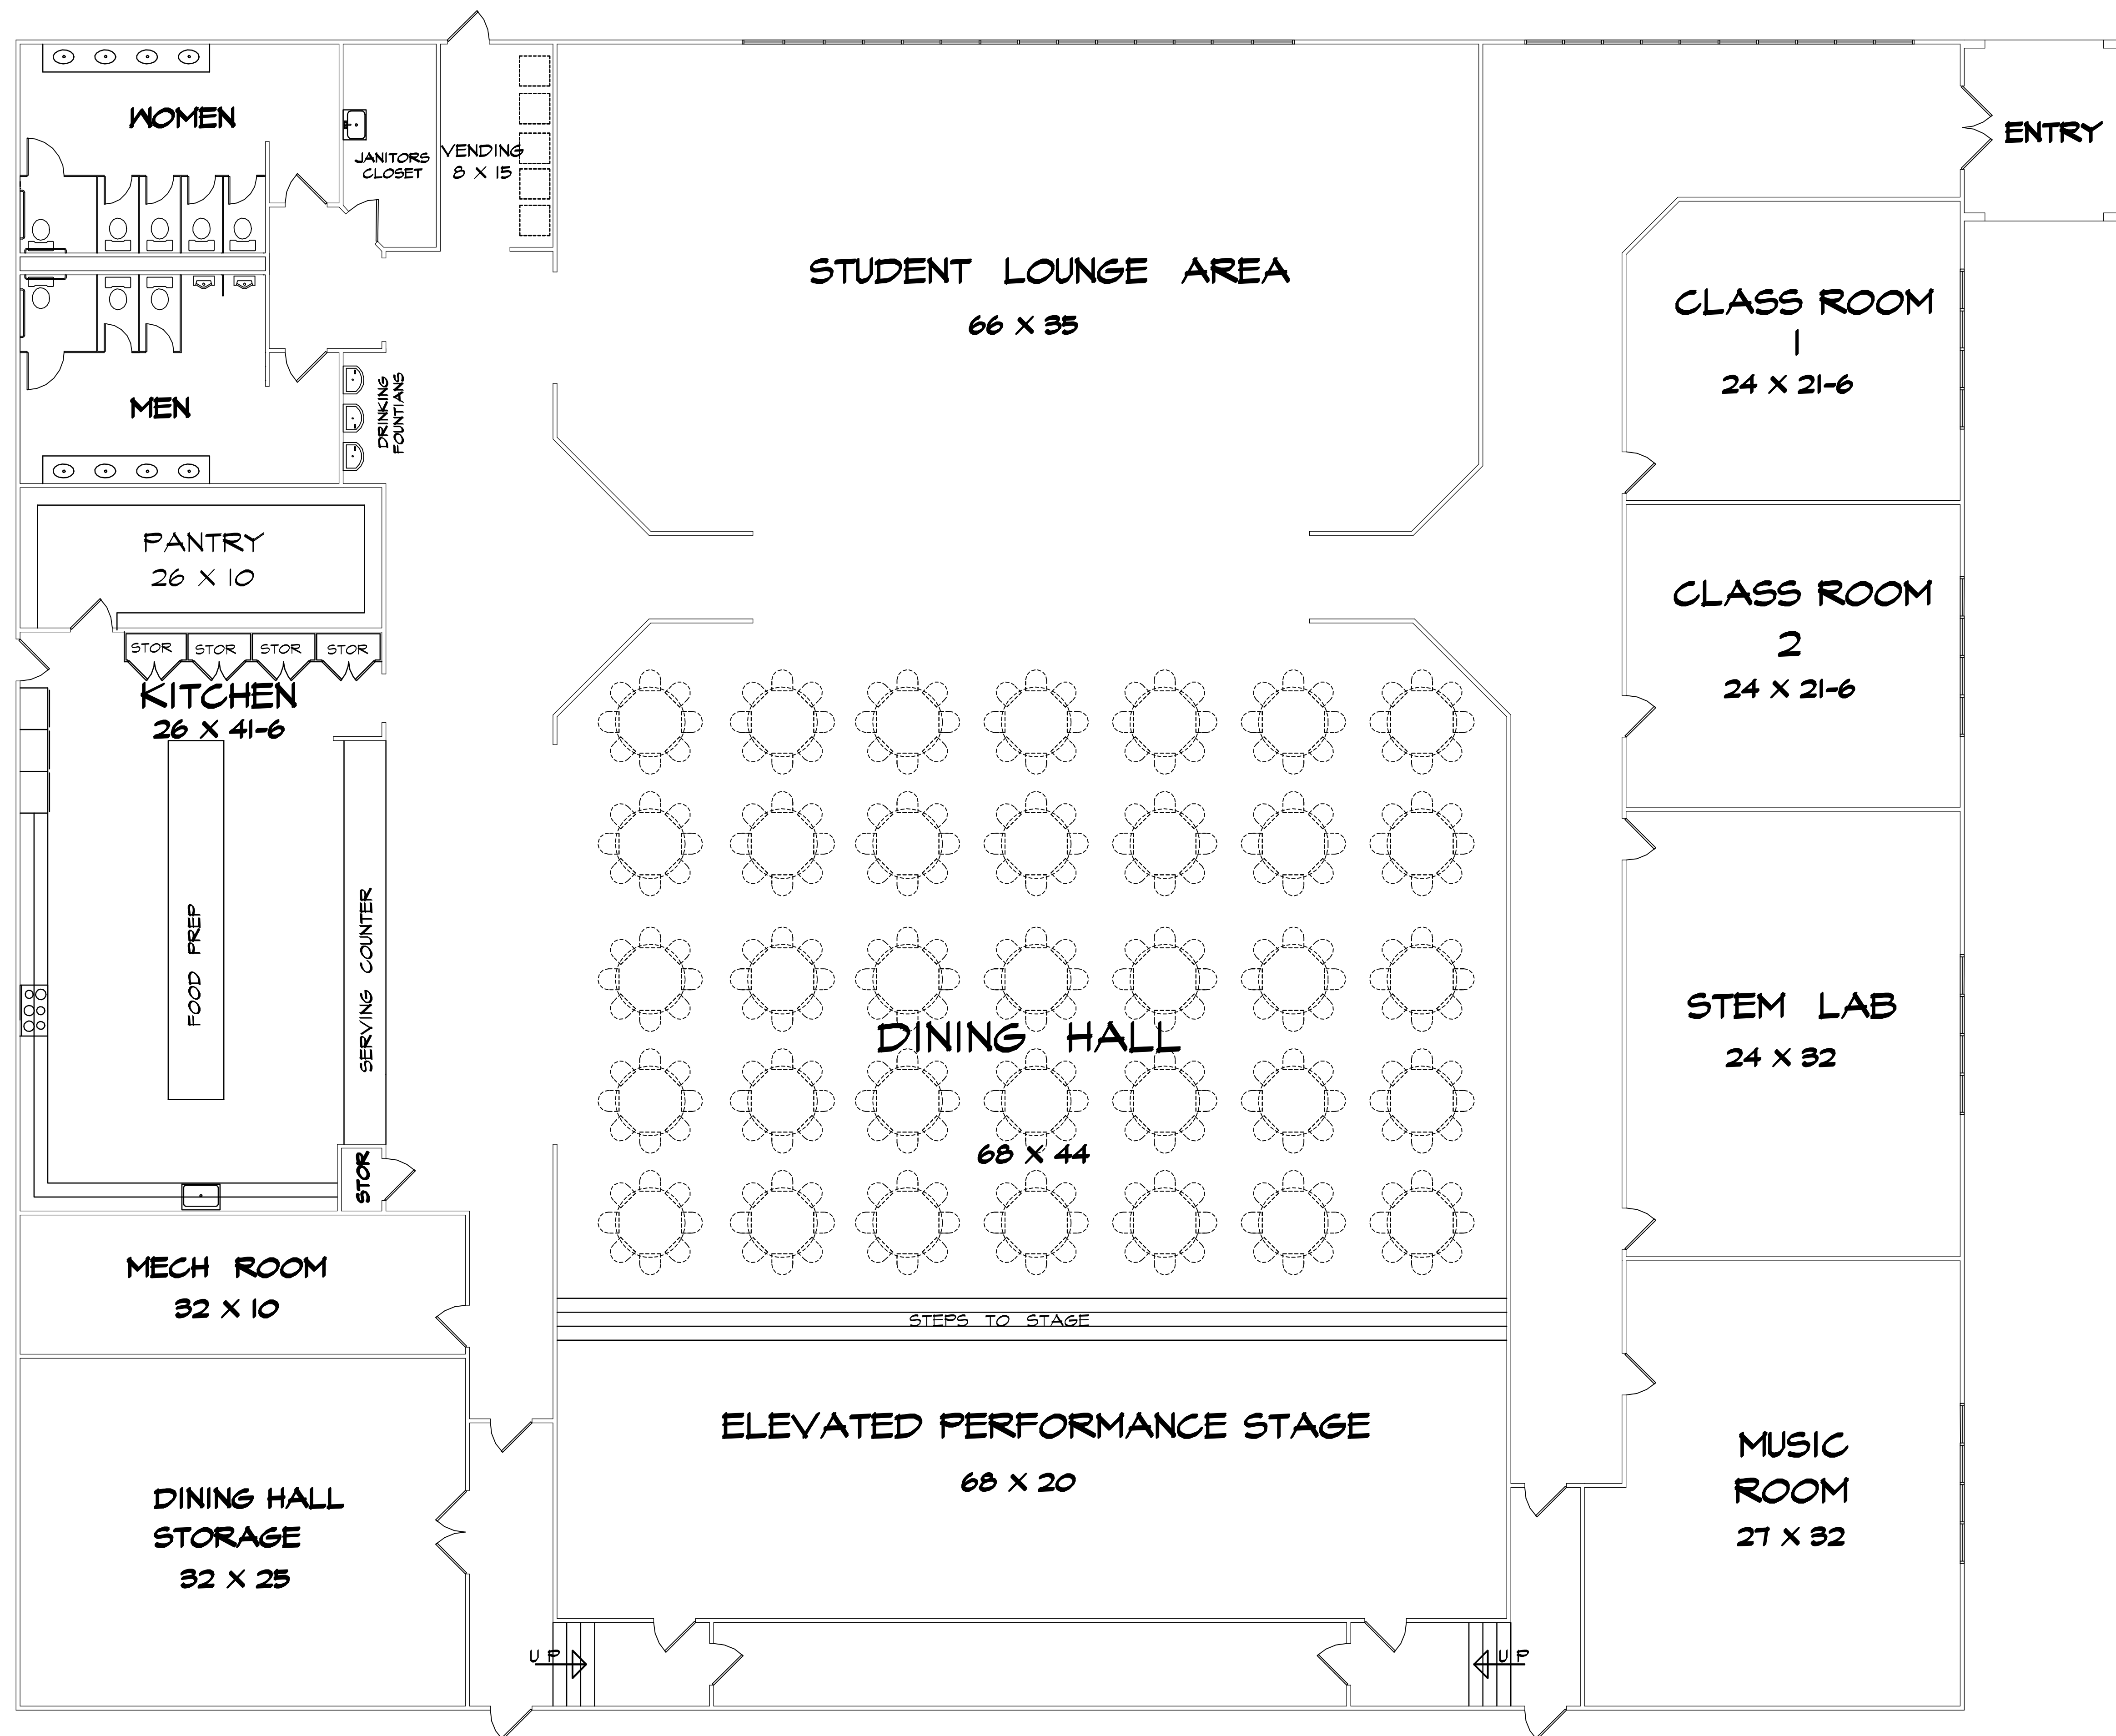 WOMEN
JANITORS
CLOSET
VENDING
8 X 15
ENTRY
STUDENT LOUNGE AREA
66 X 35
CLASS ROOM
1
24 X 21-6
MEN
DRINKING
FOUNTIANS
PANTRY
26 X 10
STOR
STOR
STOR
STOR
KITCHEN
26 X 41-6
CLASS ROOM
2
24 X 21-6
FOOD PREP
SERVING COUNTER
DINING HALL
68 X 44
STEM LAB
24 X 32
STOR
MECH ROOM
32 X 10
STEPS TO STAGE
ELEVATED PERFORMANCE STAGE
68 X 20
MUSIC
ROOM
27 X 32
DINING HALL
STORAGE
32 X 25
UP
UP